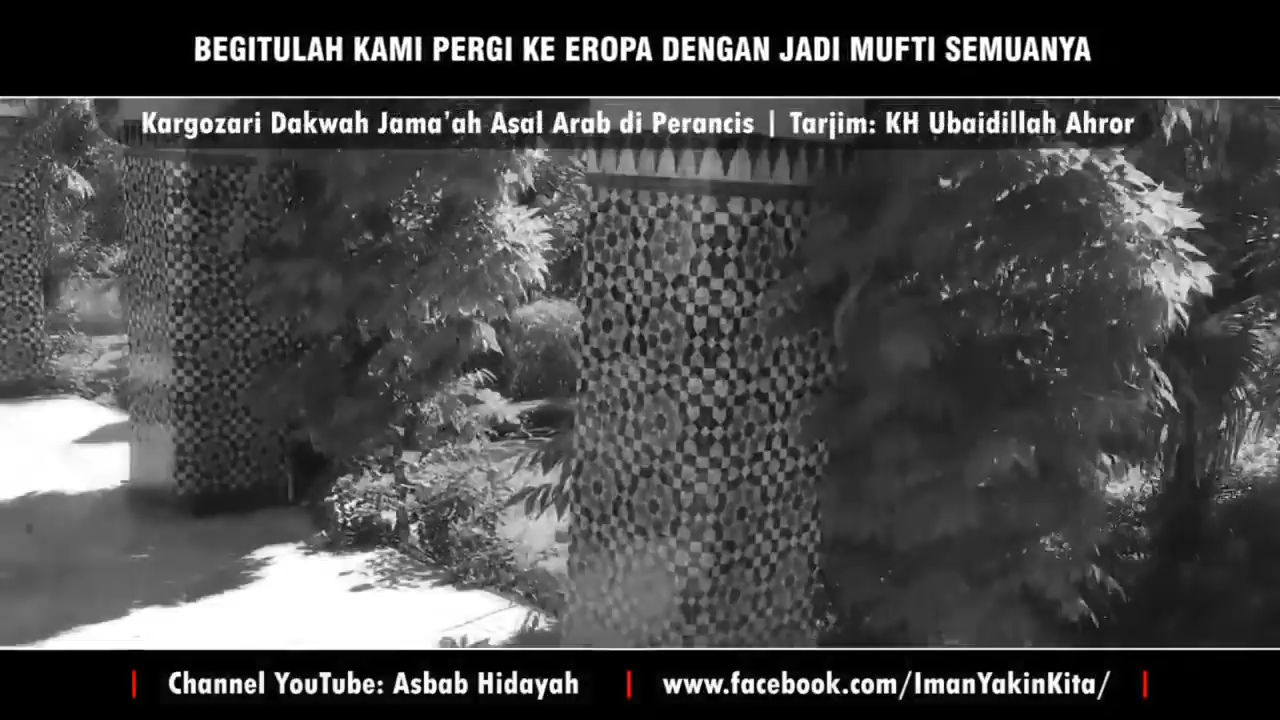 BEGITULAH KAMI PERGI KE EROPA DENGAN JADI MUFTI SEMUANYA
Kargozari Dakwah Jama'ah Asal Arab di Perancis | Tarjim: KH Ubaidillah Ahror
| Channel YouTube: Asbab Hidayah | www.facebook.com/ImanYakinKita/ |